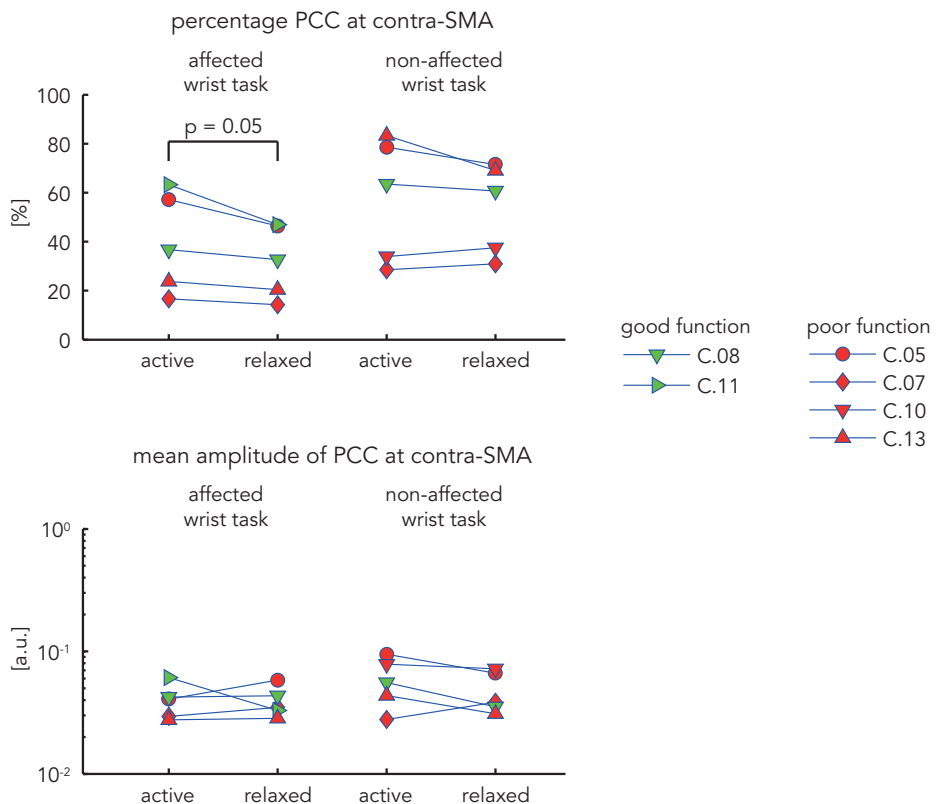 percentage PCC at contra-SMA
affected
wrist task
non-affected
wrist task
p = 0.05
[%]
100
80
60
40
20
0
active
relaxed
active
relaxed
good function
C.08
C.11
poor function
C.05
C.07
C.10
C.13
mean amplitude of PCC at contra-SMA
affected
wrist task
non-affected
wrist task
[a.u.]
10⁰
10⁻¹
10⁻²
active
relaxed
active
relaxed